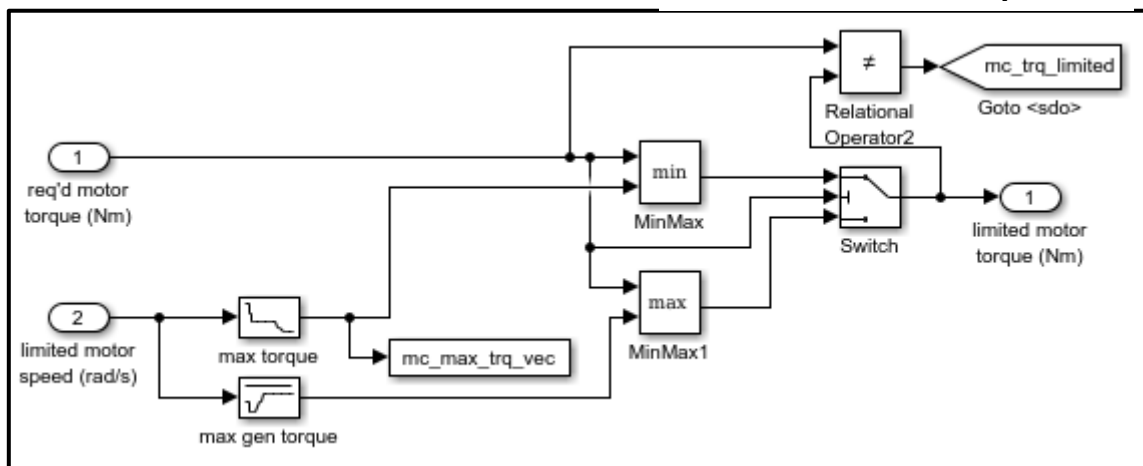 ≠
mc_trq_limited
Relational
Operator2
Goto <sdo>
1
req'd motor
torque (Nm)
min
MinMax
Switch
1
limited motor
torque (Nm)
2
limited motor
speed (rad/s)
max torque
mc_max_trq_vec
max
MinMax1
max gen torque